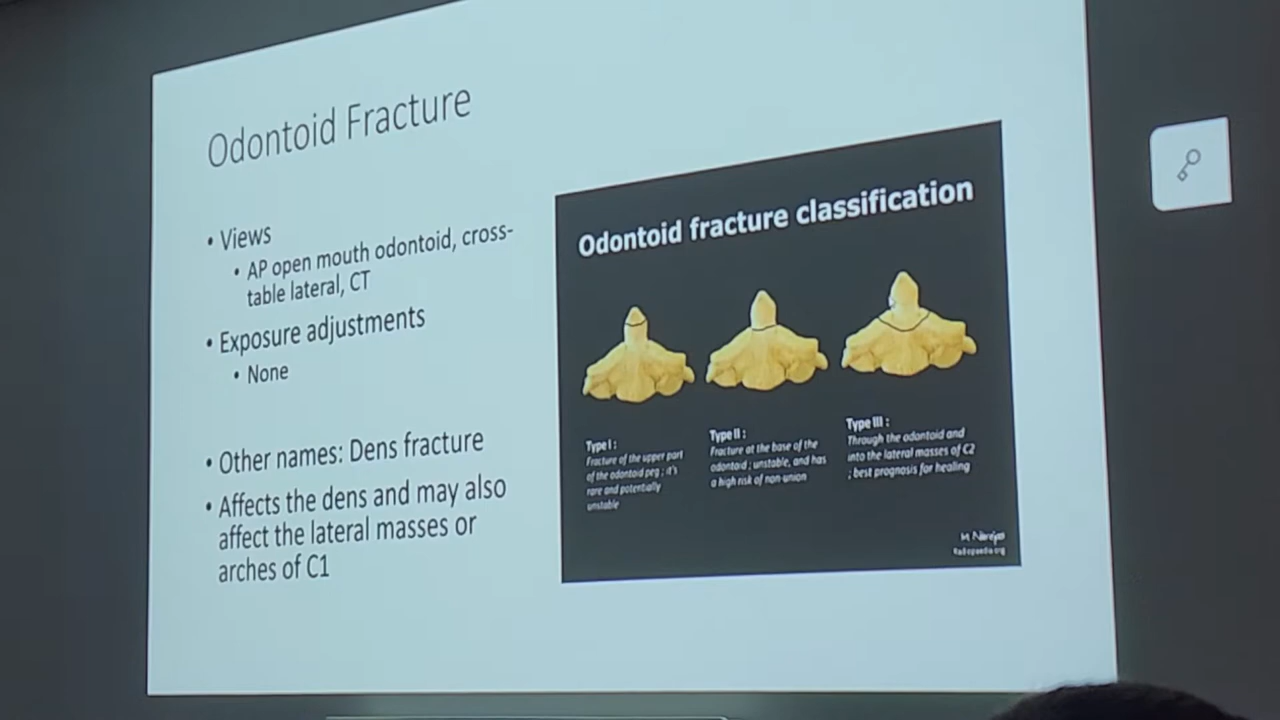 Odontoid Fracture
• Views
• AP open mouth odontoid, cross-
table lateral, CT
• Exposure adjustments
• None
• Other names: Dens fracture
• Affects the dens and may also
affect the lateral masses or
arches of C1
Odontoid fracture classification
Type I :
Fracture of the upper part
of the odontoid peg ; it's
rare and potentially
unstable
Type II :
Fracture at the base of the
odontoid ; unstable, and has
a high risk of non union
Type III :
Through the odontoid and
into the lateral masses of C2
; best prognosis for healing
Radiopaedia.org